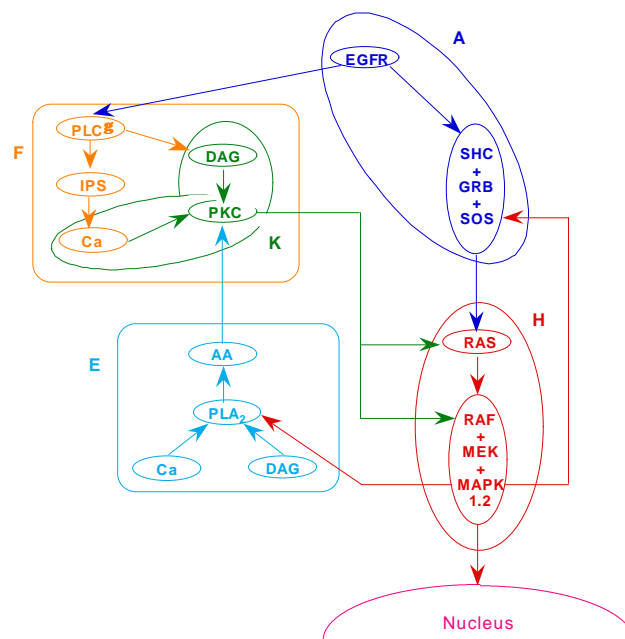 A
EGFR
PLCg
F
DAG
SHC
+
GRB
+
SOS
IPS
PKC
Ca
K
H
RAS
E
AA
PLA2
RAF
+
MEK
+
MAPK
1.2
Ca
DAG
Nucleus